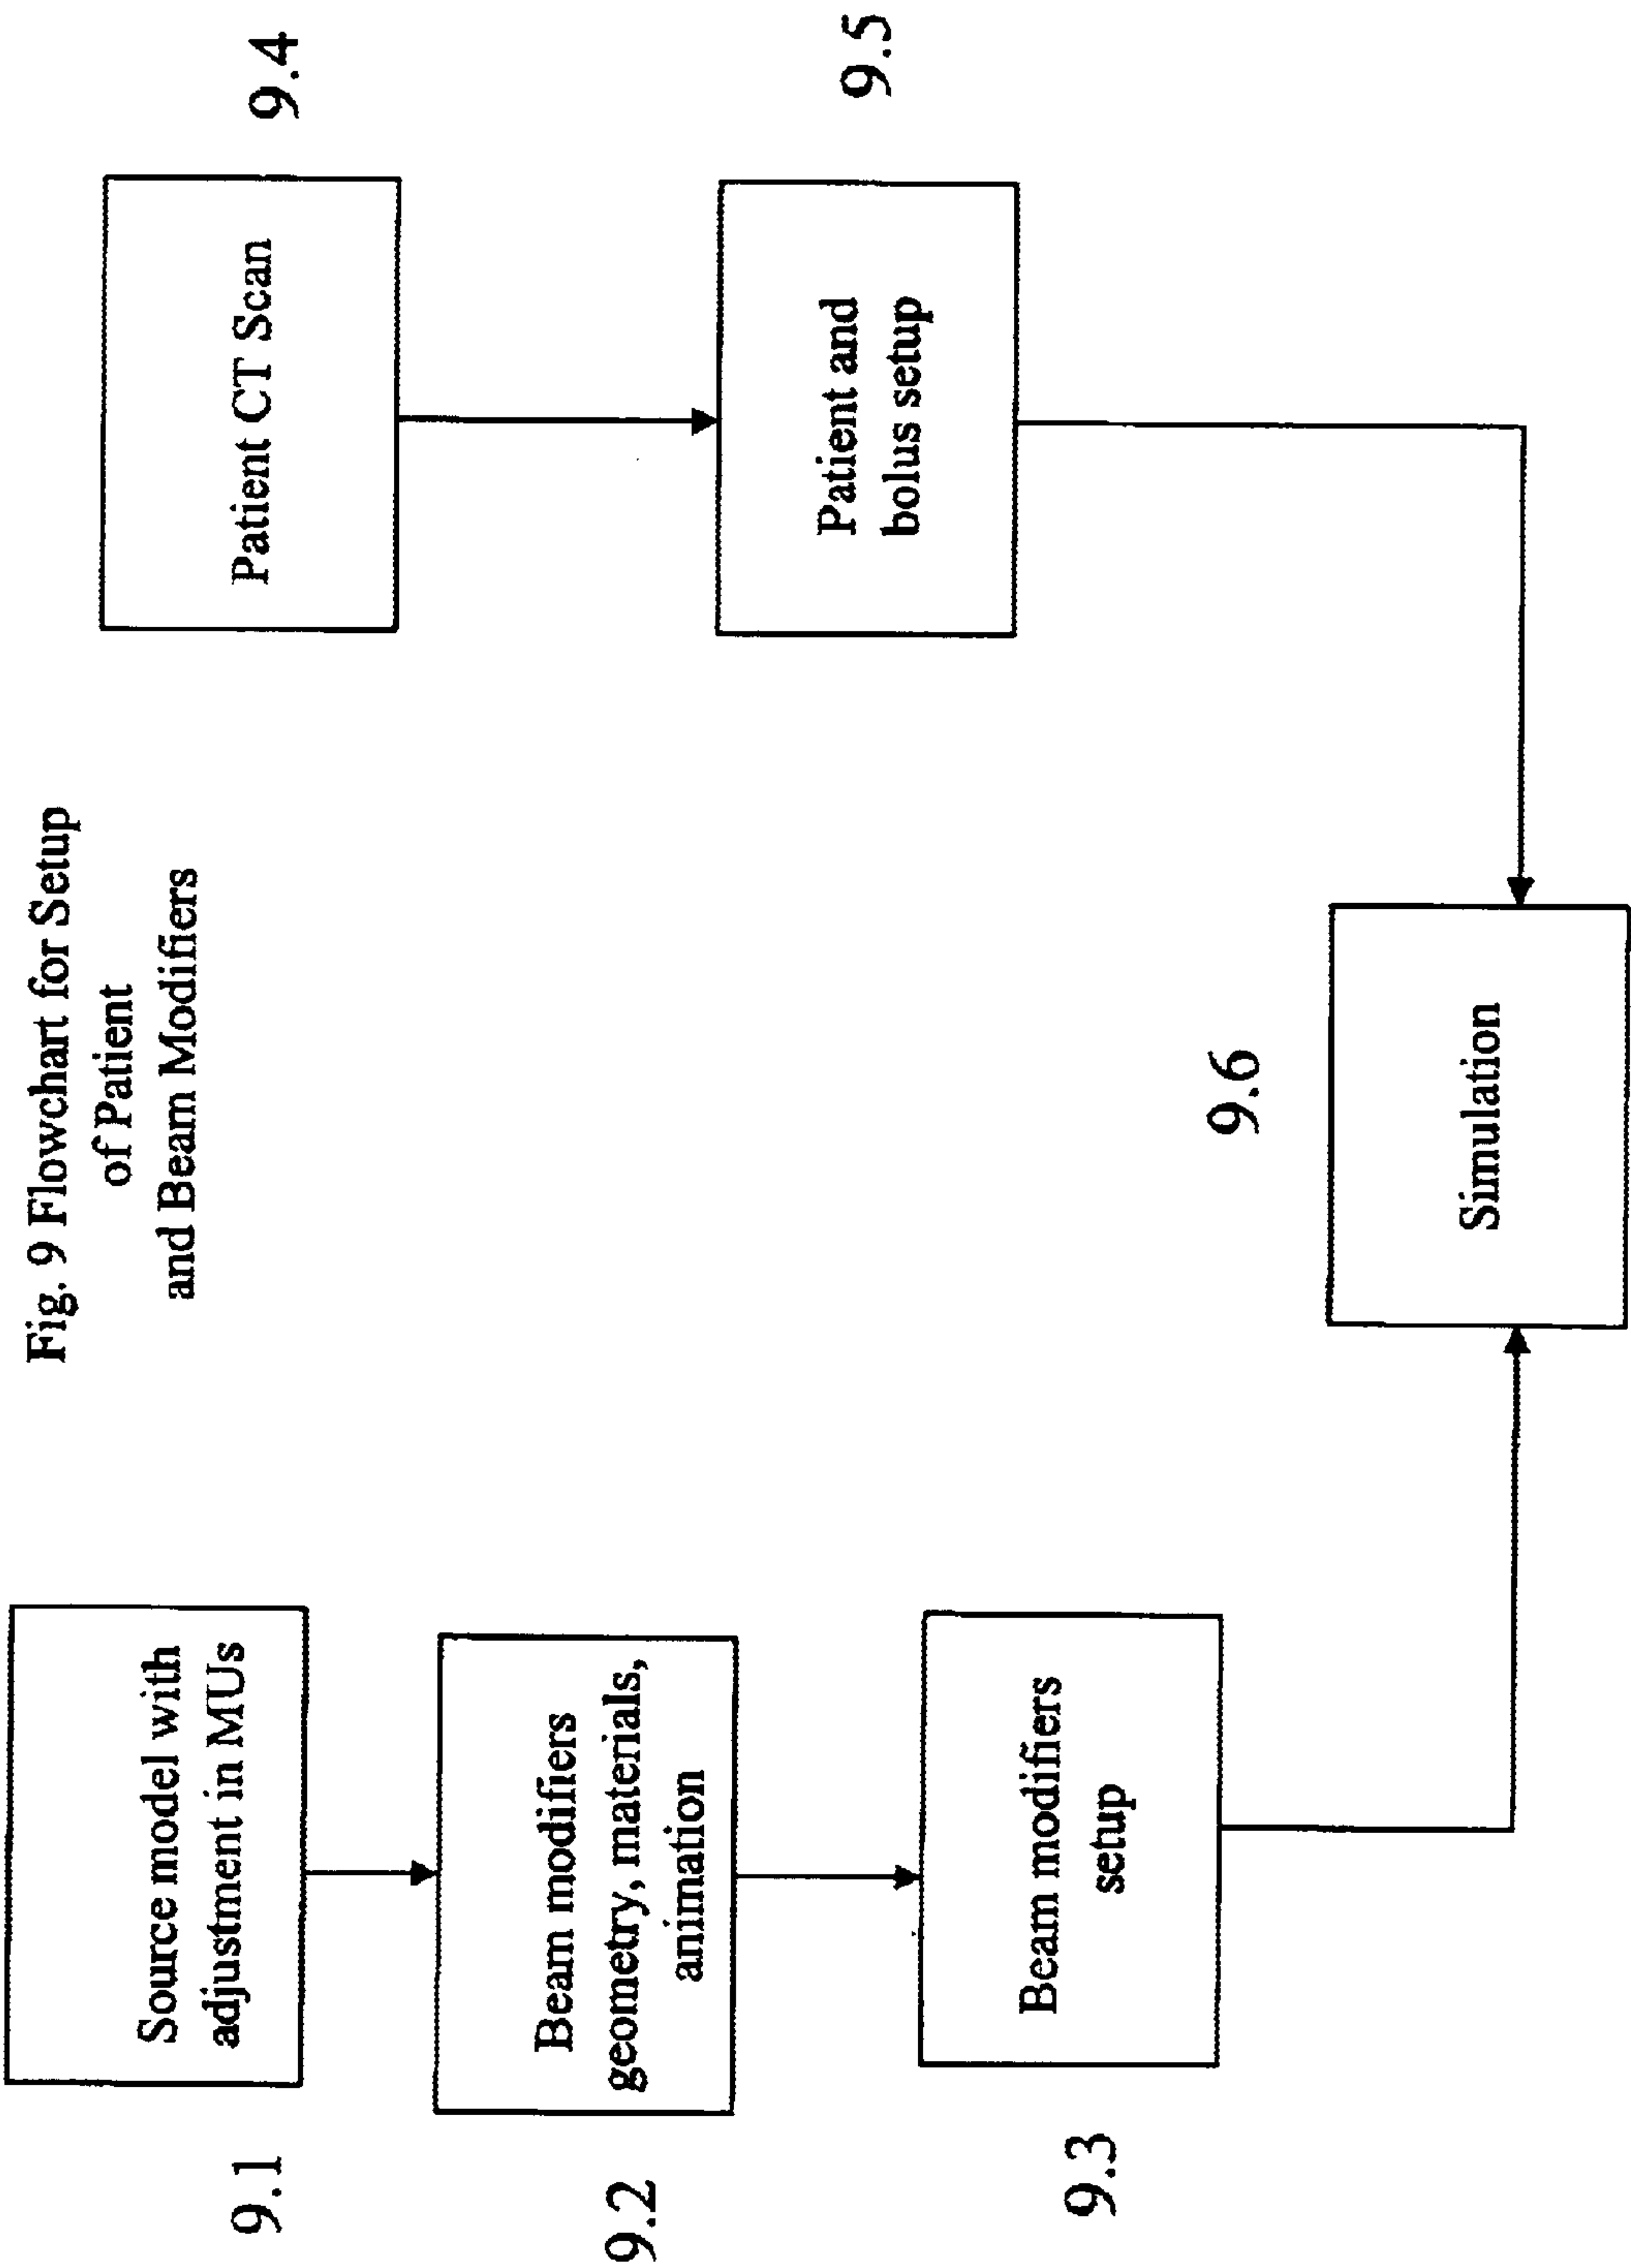 Fig. 9 Flowchart for Setup
of Patient
and Beam Modifiers
9.1
Source model with
adjustment in MUs
9.2
Beam modifiers
geometry, materials,
animation
9.3
Beam modifiers
setup
Patient CT Scan
9.4
Patient and
bolus setup
9.5
9.6
Simulation